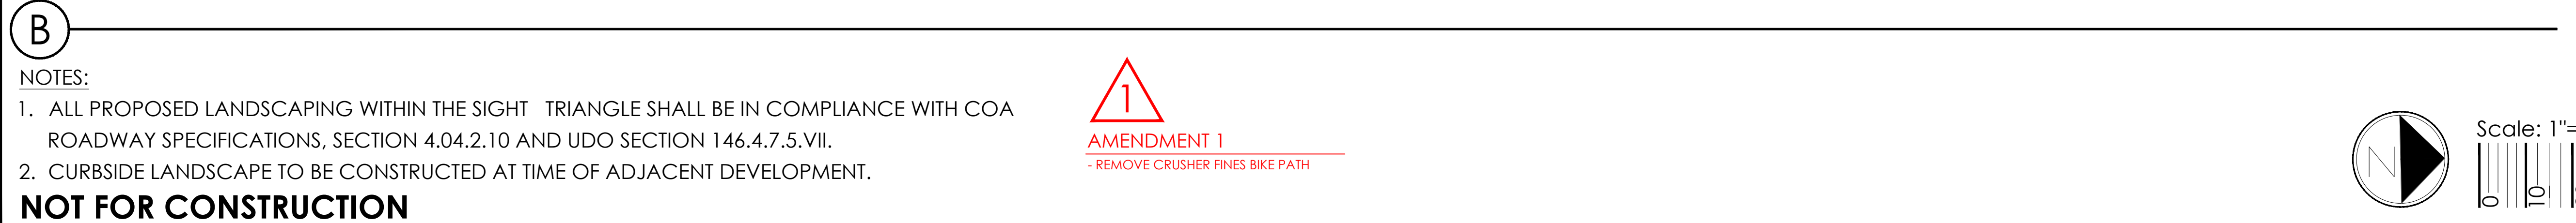 B
NOTES:
1. ALL PROPOSED LANDSCAPING WITHIN THE SIGHT TRIANGLE SHALL BE IN COMPLIANCE WITH COA
ROADWAY SPECIFICATIONS, SECTION 4.04.2.10 AND UDO SECTION 146.4.7.5.VII.
2. CURBSIDE LANDSCAPE TO BE CONSTRUCTED AT TIME OF ADJACENT DEVELOPMENT.
NOT FOR CONSTRUCTION
1
AMENDMENT 1
- REMOVE CRUSHER FINES BIKE PATH
N
Scale: 1"=
0
10